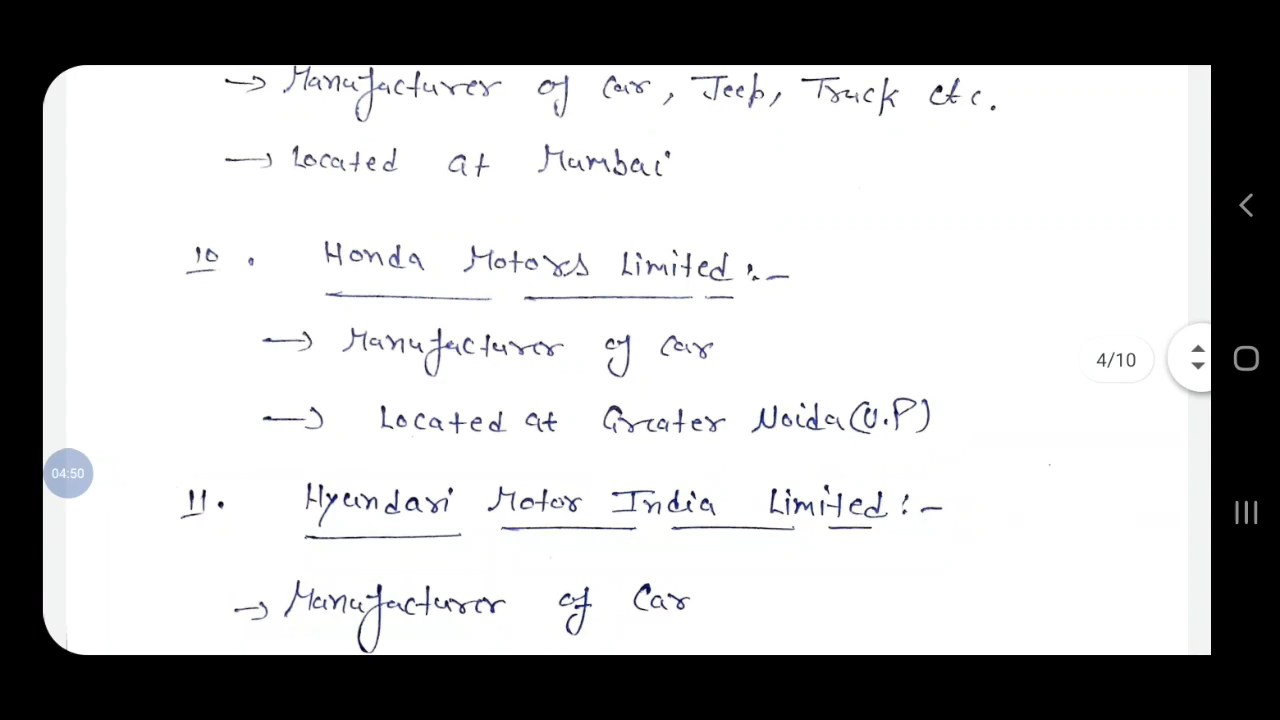 → Manufacturer of Car, Jeep, Truck etc.
→ Located at Mumbai
10. Honda Motors Limited :-
→ Manufacturer of Car
4/10
→ Located at Greater Noida (U.P)
04:50
11. Hyundari Motor India Limited :-
→ Manufacturer of Car